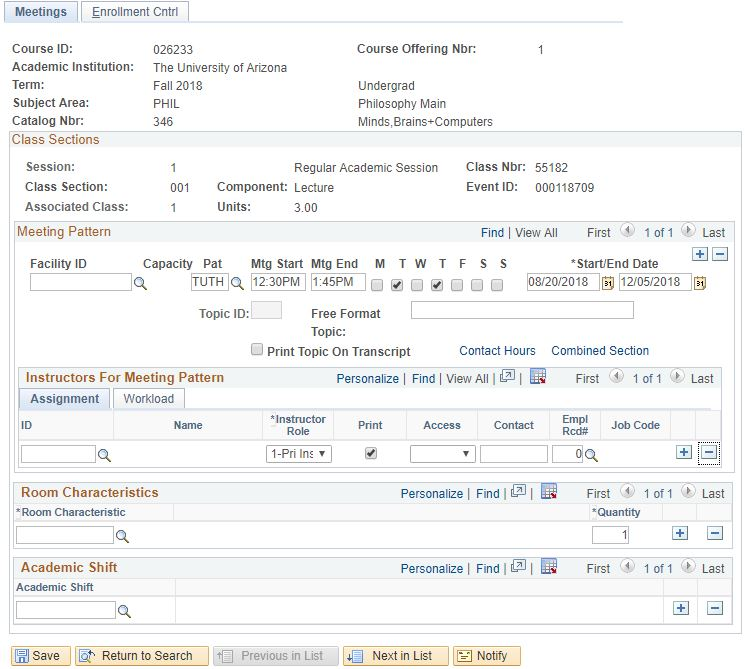 Meetings Enrollment Cntrl
Course ID: 026233 Course Offering Nbr: 1
Academic Institution: The University of Arizona
Term: Fall 2018 Undergrad
Subject Area: PHIL Philosophy Main
Catalog Nbr: 346 Minds,Brains+Computers
Class Sections
Session: 1 Regular Academic Session Class Nbr: 55182
Class Section: 001 Component: Lecture Event ID: 000118709
Associated Class: 1 Units: 3.00
Meeting Pattern Find | View All First 1 of 1 Last
Facility ID Capacity Pat Mtg Start Mtg End M T W T F S S *Start/End Date
TUTH 12:30PM 1:45PM 08/20/2018 31 12/05/2018 31
Topic ID: Free Format Topic:
Print Topic On Transcript Contact Hours Combined Section
Instructors For Meeting Pattern Personalize | Find | View All | | First 1 of 1 Last
Assignment Workload
ID Name *Instructor Role Print Access Contact Empl Rcd# Job Code
1-Pri Ins 0
Room Characteristics Personalize | Find | | First 1 of 1 Last
*Room Characteristic *Quantity
1
Academic Shift Personalize | Find | | First 1 of 1 Last
Academic Shift
Save Return to Search Previous in List Next in List Notify